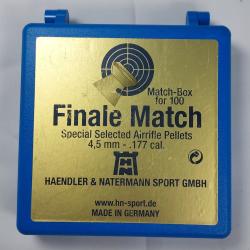 Match-Box
for 100
Finale Match
Special Selected Airrifle Pellets
4,5 mm - .177 cal.
HAENDLER & NATERMANN SPORT GMBH
www.hn-sport.de
MADE IN GERMANY